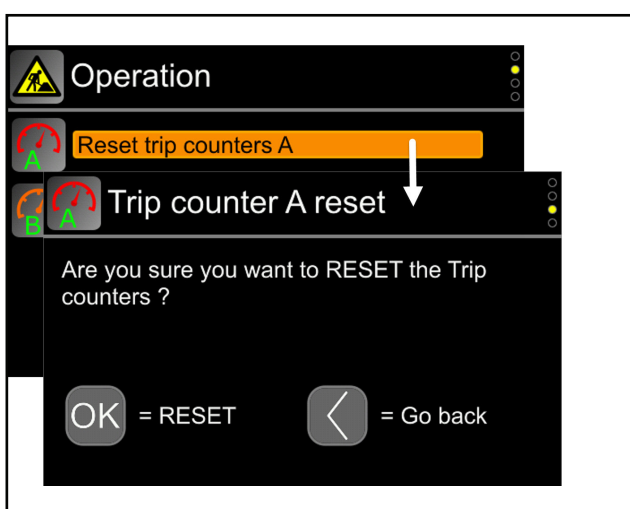 Operation
A
Reset trip counters A
B
A
Trip counter A reset
Are you sure you want to RESET the Trip
counters ?
OK = RESET
= Go back